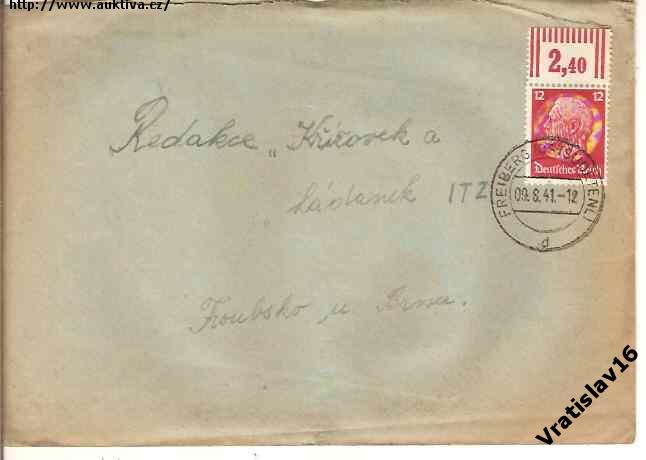 http://www.auktiva.cz/
2,40
12 12
Deutsches Reich
FREIBERG
09.8.41.-12
d
Redakce „Křížovek a
hádanek ITZ
Troubsko u Brna.
Vratislav16